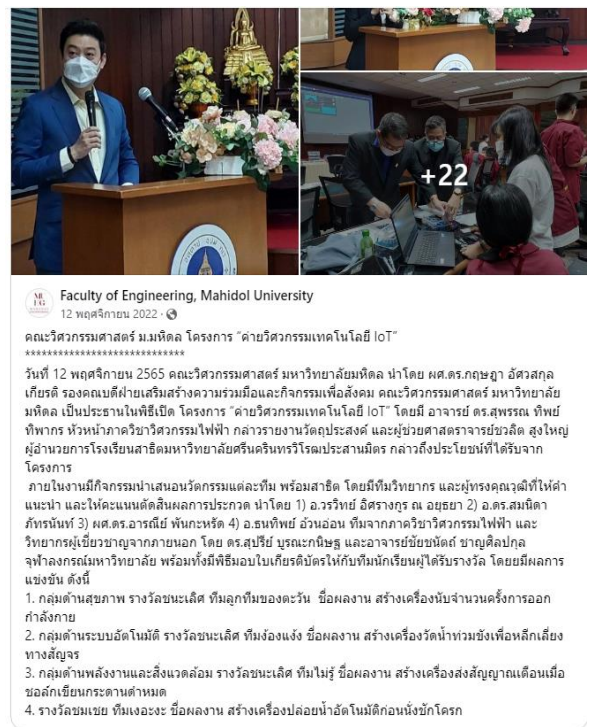 +22
Faculty of Engineering, Mahidol University
12 พฤศจิกายน 2022 ·
คณะวิศวกรรมศาสตร์ ม.มหิดล โครงการ "ค่ายวิศวกรรมเทคโนโลยี IoT"
*****************************
วันที่ 12 พฤศจิกายน 2565 คณะวิศวกรรมศาสตร์ มหาวิทยาลัยมหิดล นำโดย ผศ.ดร.กฤษฎา อัศวสกุล
เกียรติ รองคณบดีฝ่ายเสริมสร้างความร่วมมือและกิจกรรมเพื่อสังคม คณะวิศวกรรมศาสตร์ มหาวิทยาลัย
มหิดล เป็นประธานในพิธีเปิด โครงการ "ค่ายวิศวกรรมเทคโนโลยี IoT" โดยมี อาจารย์ ดร.สุพรรณ ทิพย์
ทิพากร หัวหน้าภาควิชาวิศวกรรมไฟฟ้า กล่าวรายงานวัตถุประสงค์ และผู้ช่วยศาสตราจารย์ชวลิต สูงใหญ่
ผู้อำนวยการโรงเรียนสาธิตมหาวิทยาลัยศรีนครินทรวิโรฒประสานมิตร กล่าวถึงประโยชน์ที่ได้รับจาก
โครงการ
ภายในงานมีกิจกรรมนำเสนอนวัตกรรมแต่ละทีม พร้อมสาธิต โดยมีทีมวิทยากร และผู้ทรงคุณวุฒิที่ให้คำ
แนะนำ และให้คะแนนตัดสินผลการประกวด นำโดย 1) อ.วรวิทย์ อิศรางกูร ณ อยุธยา 2) อ.ดร.สมนิดา
ภัทรนันท์ 3) ผศ.ดร.อารณีย์ พันกะหรัด 4) อ.ธนทิพย์ อ้วนอ่อน ทีมจากภาควิชาวิศวกรรมไฟฟ้า และ
วิทยากรผู้เชี่ยวชาญจากภายนอก โดย ดร.สุปรีย์ บูรณะกนิษฐ และอาจารย์ชัยชนัดถ์ ชาญศิลปกุล
จุฬาลงกรณ์มหาวิทยาลัย พร้อมทั้งมีพิธีมอบใบเกียรติบัตรให้กับทีมนักเรียนผู้ได้รับรางวัล โดยยมีผลการ
แข่งขัน ดังนี้
1. กลุ่มด้านสุขภาพ รางวัลชนะเลิศ ทีมลูกทีมของตะวัน ชื่อผลงาน สร้างเครื่องนับจำนวนครั้งการออก
กำลังกาย
2. กลุ่มด้านระบบอัตโนมัติ รางวัลชนะเลิศ ทีมง้องแง้ง ชื่อผลงาน สร้างเครื่องวัดน้ำท่วมขังเพื่อหลีกเลี่ยง
ทางสัญจร
3. กลุ่มด้านพลังงานและสิ่งแวดล้อม รางวัลชนะเลิศ ทีมไม่รู้ ชื่อผลงาน สร้างเครื่องส่งสัญญาณเตือนเมื่อ
ชอล์กเขียนกระดานดำหมด
4. รางวัลชมเชย ทีมเงอะงะ ชื่อผลงาน สร้างเครื่องปล่อยน้ำอัตโนมัติก่อนนั่งชักโครก